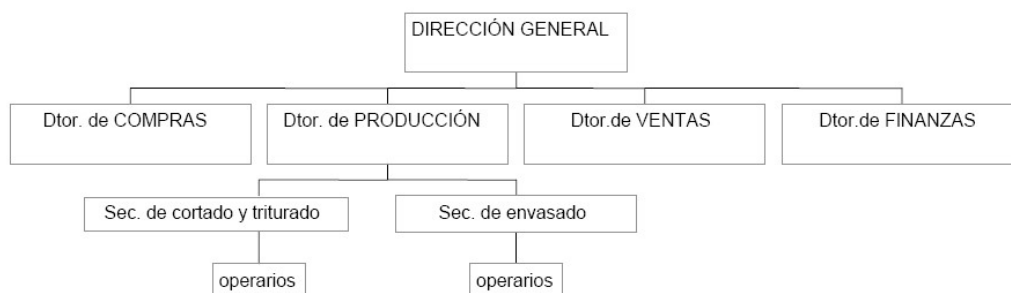 DIRECCIÓN GENERAL
Dtor. de COMPRAS
Dtor. de PRODUCCIÓN
Dtor.de VENTAS
Dtor.de FINANZAS
Sec. de cortado y triturado
Sec. de envasado
operarios
operarios